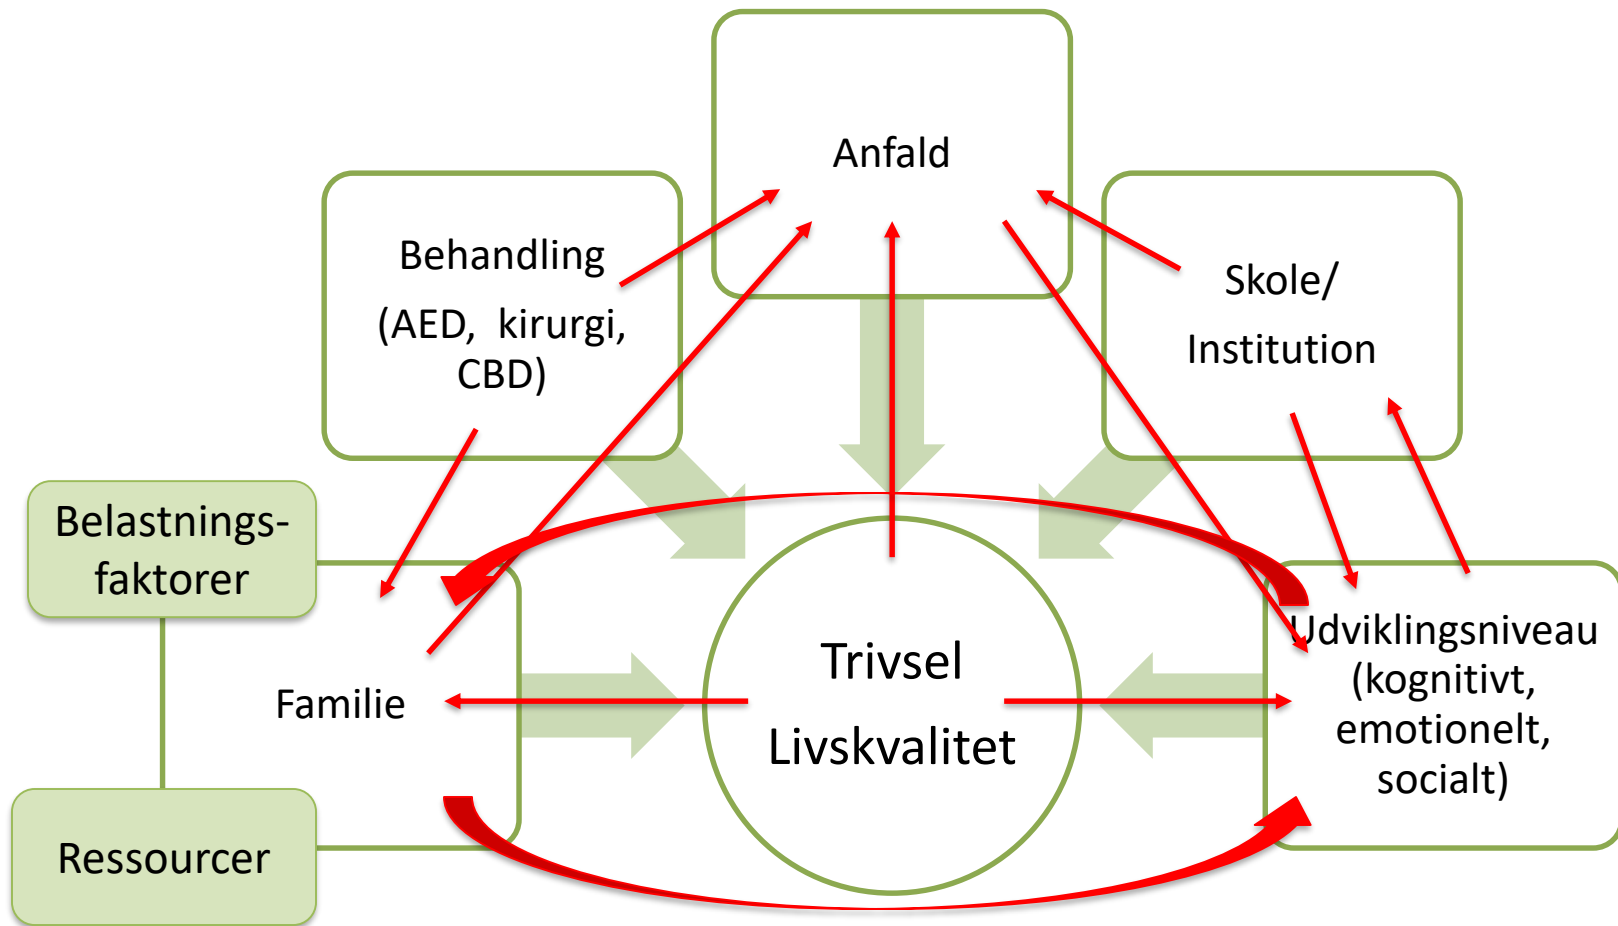 Anfald
Behandling
(AED, kirurgi,
CBD)
Skole/
Institution
Belastnings-
faktorer
Familie
Ressourcer
Trivsel
Livskvalitet
Udviklingsniveau
(kognitivt,
emotionelt,
socialt)